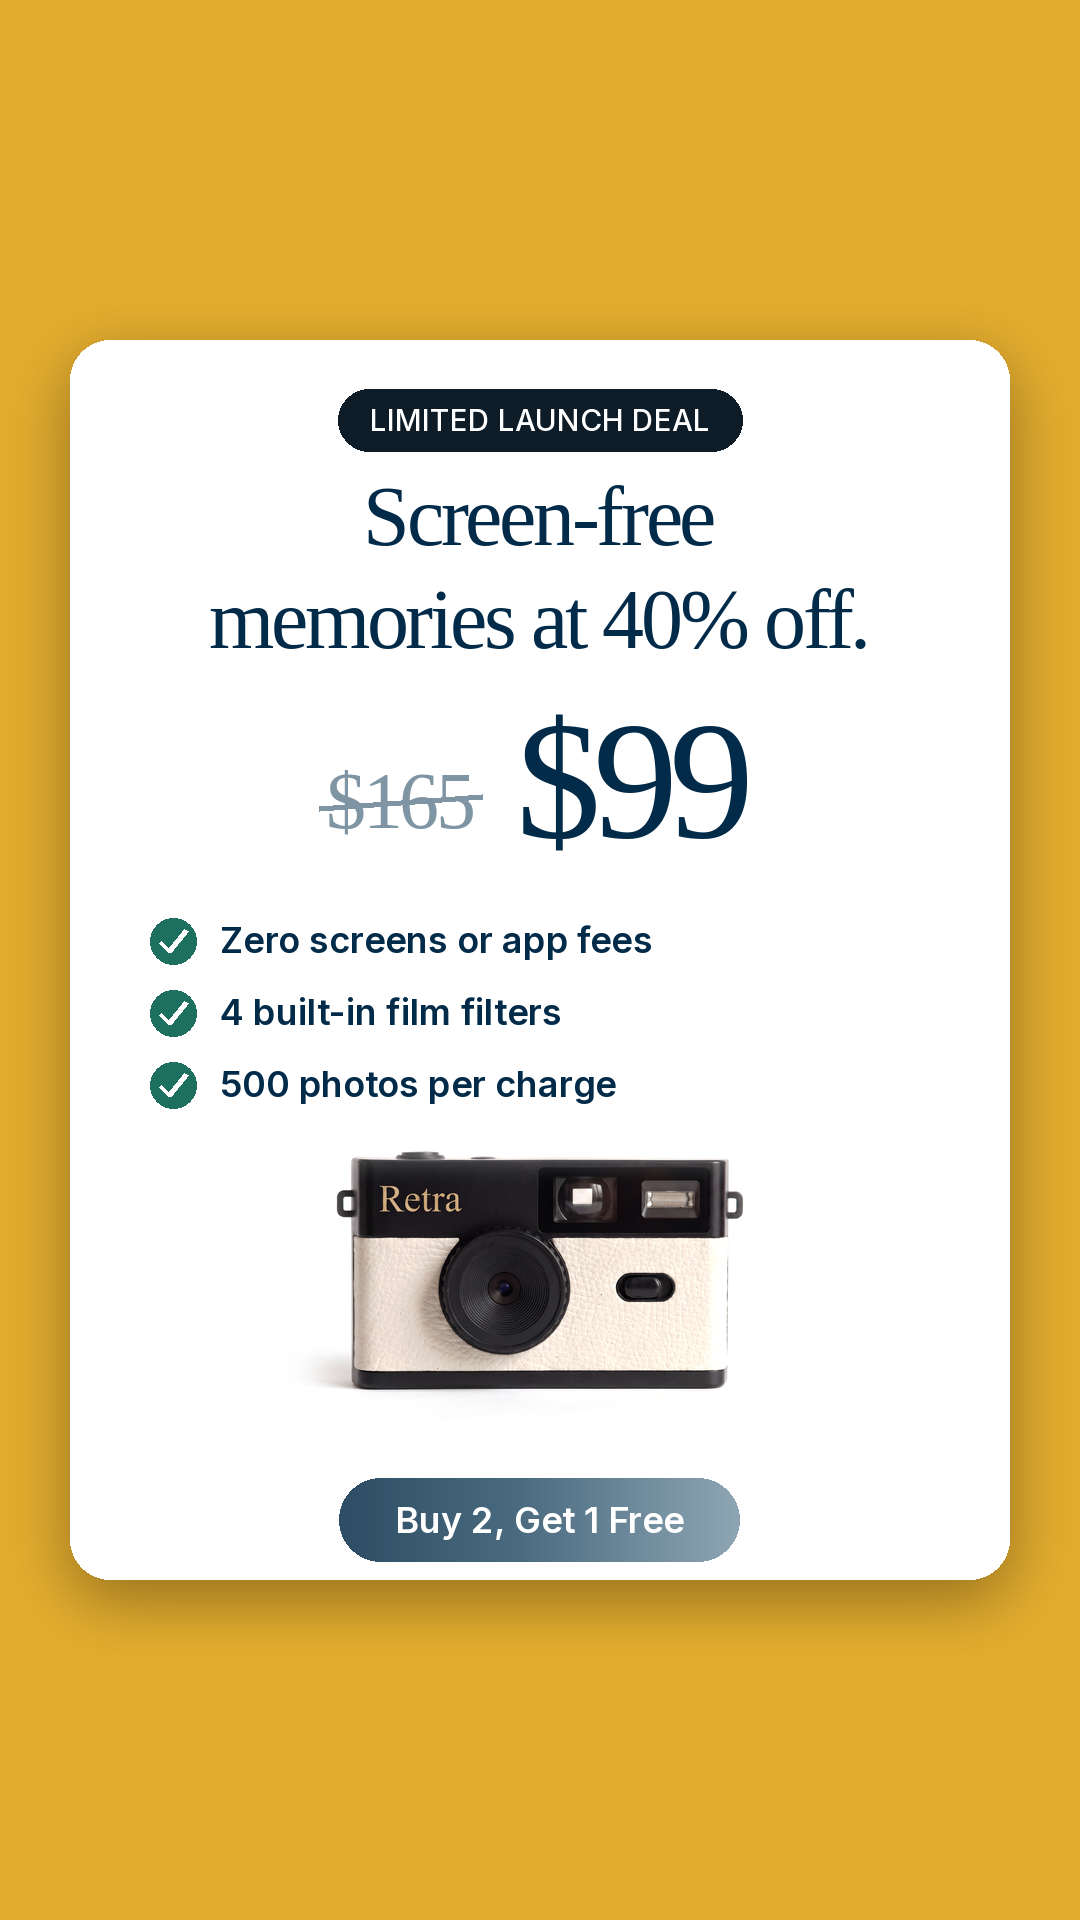 LIMITED LAUNCH DEAL
Screen-free
memories at 40% off.
$165 $99
Zero screens or app fees
4 built-in film filters
500 photos per charge
Retra
Buy 2, Get 1 Free